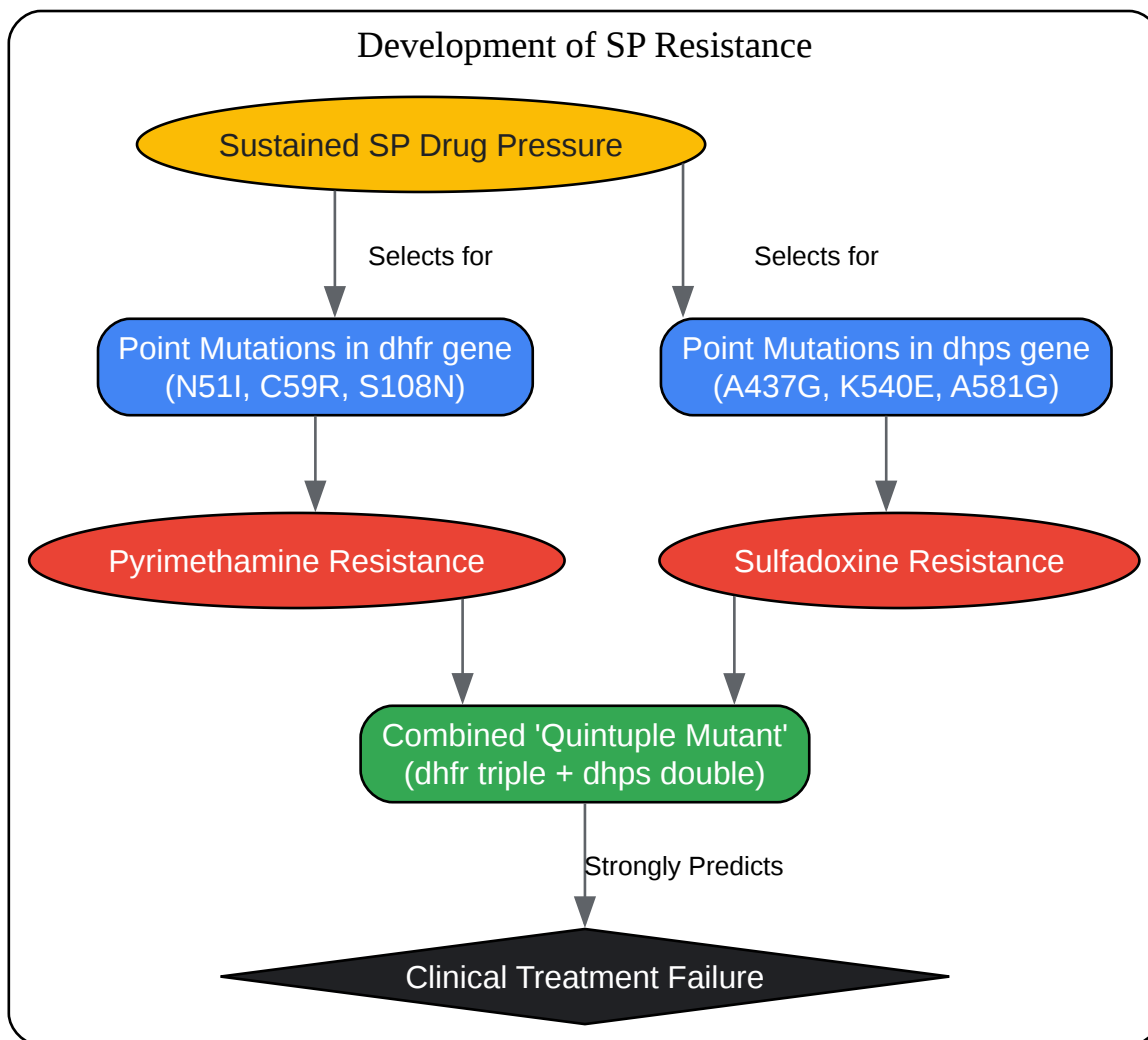 Development of SP Resistance
Sustained SP Drug Pressure
Selects for
Selects for
Point Mutations in dhfr gene
(N51I, C59R, S108N)
Point Mutations in dhps gene
(A437G, K540E, A581G)
Pyrimethamine Resistance
Sulfadoxine Resistance
Combined 'Quintuple Mutant'
(dhfr triple + dhps double)
Strongly Predicts
Clinical Treatment Failure